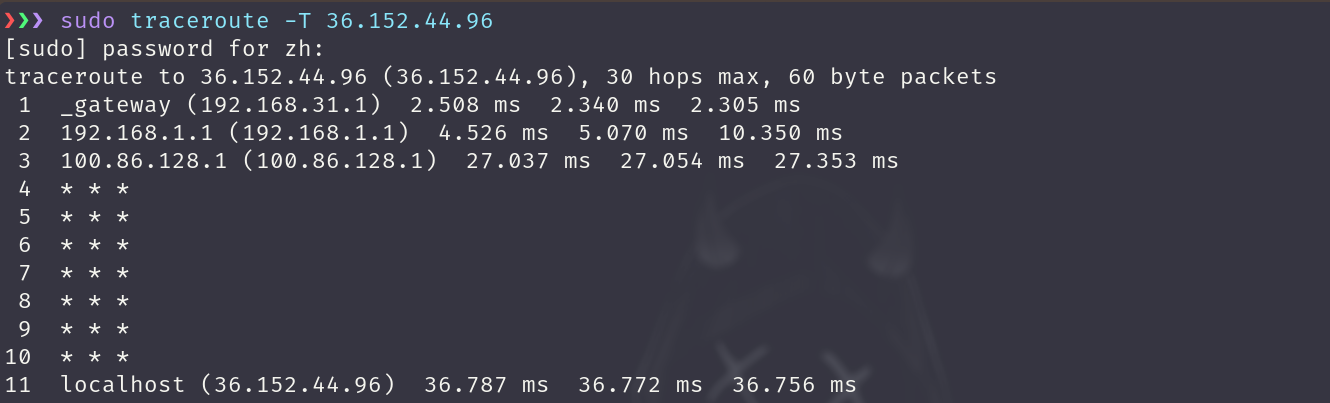 ❯❯❯ sudo traceroute -T 36.152.44.96
[sudo] password for zh:
traceroute to 36.152.44.96 (36.152.44.96), 30 hops max, 60 byte packets
 1  _gateway (192.168.31.1)  2.508 ms  2.340 ms  2.305 ms
 2  192.168.1.1 (192.168.1.1)  4.526 ms  5.070 ms  10.350 ms
 3  100.86.128.1 (100.86.128.1)  27.037 ms  27.054 ms  27.353 ms
 4  * * *
 5  * * *
 6  * * *
 7  * * *
 8  * * *
 9  * * *
10  * * *
11  localhost (36.152.44.96)  36.787 ms  36.772 ms  36.756 ms